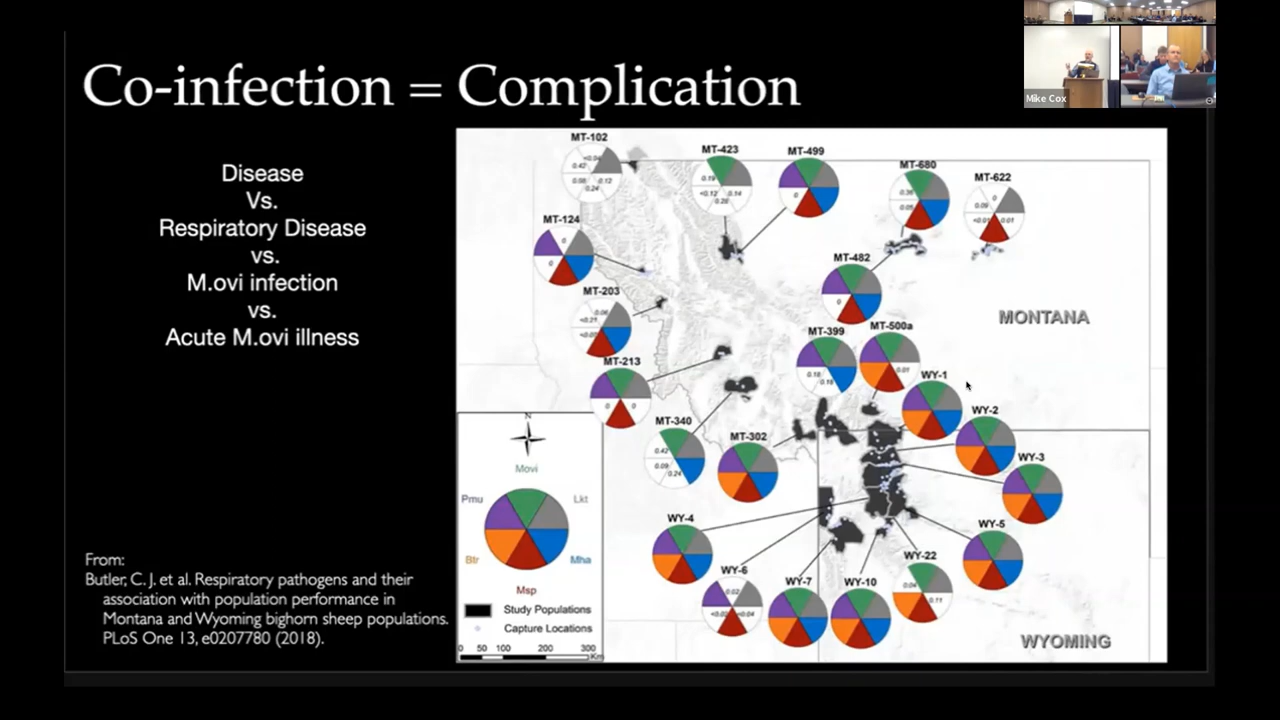 Co-infection = Complication
Mike Cox
Disease
Vs.
Respiratory Disease
vs.
M.ovi infection
vs.
Acute M.ovi illness
MT-102
MT-423
MT-499
MT-680
MT-622
MT-124
MT-482
MT-203
MT-399
MT-500a
MT-213
WY-1
MT-340
MT-302
WY-2
WY-3
WY-4
WY-5
WY-6
WY-7
WY-10
WY-22
MONTANA
WYOMING
N
Movi
Pmu
Lkt
Btr
Mha
Msp
Study Populations
Capture Locations
0 50 100 200 300
Km
From:
Butler, C. J. et al. Respiratory pathogens and their
association with population performance in
Montana and Wyoming bighorn sheep populations.
PLoS One 13, e0207780 (2018).